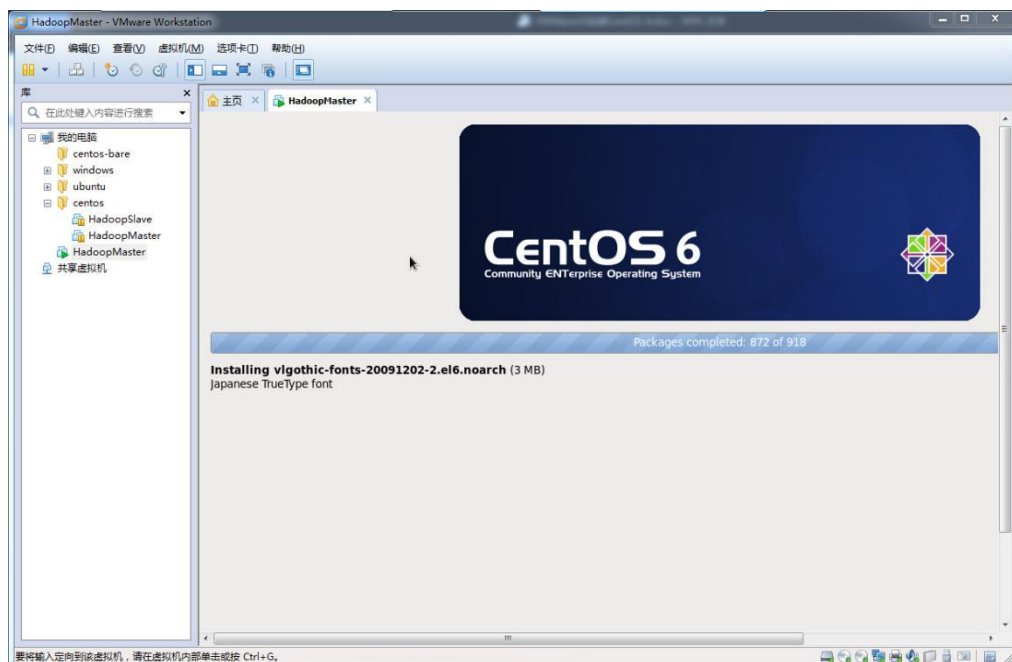 HadoopMaster - VMware Workstation
文件(F) 编辑(E) 查看(V) 虚拟机(M) 选项卡(T) 帮助(H)
库
在此处键入内容进行搜索
主页
HadoopMaster
我的电脑
centos-bare
windows
ubuntu
centos
HadoopSlave
HadoopMaster
HadoopMaster
共享虚拟机
CentOS 6
Community ENTerprise Operating System
Packages completed: 872 of 918
Installing vlgothic-fonts-20091202-2.el6.noarch (3 MB)
Japanese TrueType font
要将输入定向到该虚拟机，请在虚拟机内部单击或按 Ctrl+G。